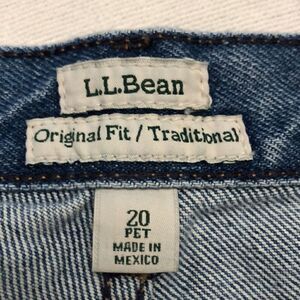 L.L.Bean
Original Fit / Traditional
20
PET
MADE IN
MEXICO